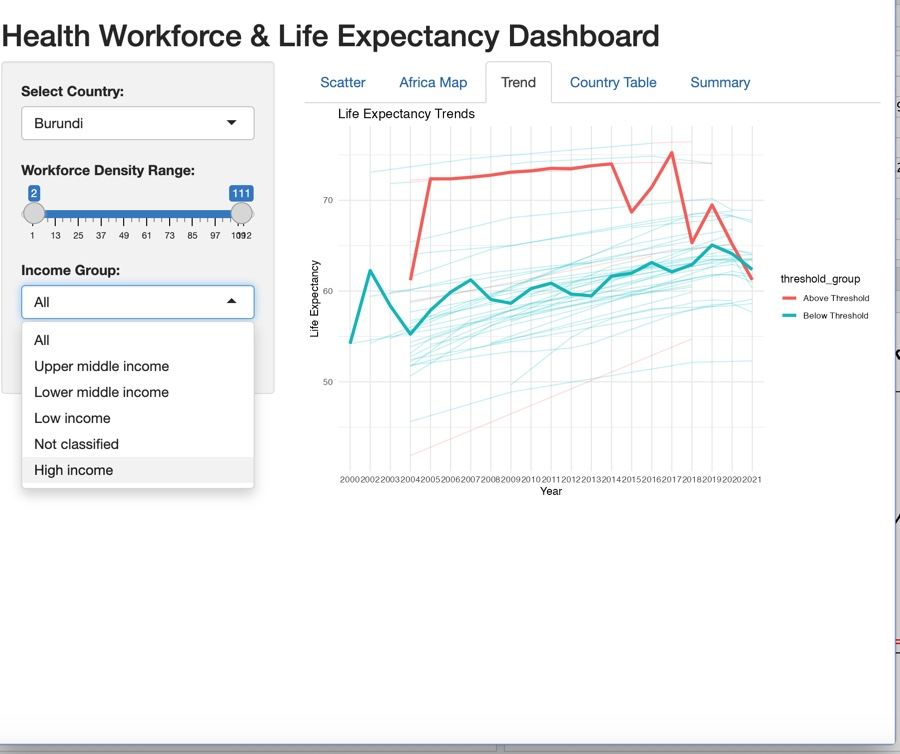 Health Workforce & Life Expectancy Dashboard
Select Country:
Burundi
Workforce Density Range:
2 111
1 13 25 37 49 61 73 85 97 109
Income Group:
All
All
Upper middle income
Lower middle income
Low income
Not classified
High income
Scatter Africa Map Trend Country Table Summary
Life Expectancy Trends
Life Expectancy
70
60
50
2000 2002 2003 2004 2005 2006 2007 2008 2009 2010 2011 2012 2013 2014 2015 2016 2017 2018 2019 2020 2021
Year
threshold_group
Above Threshold
Below Threshold